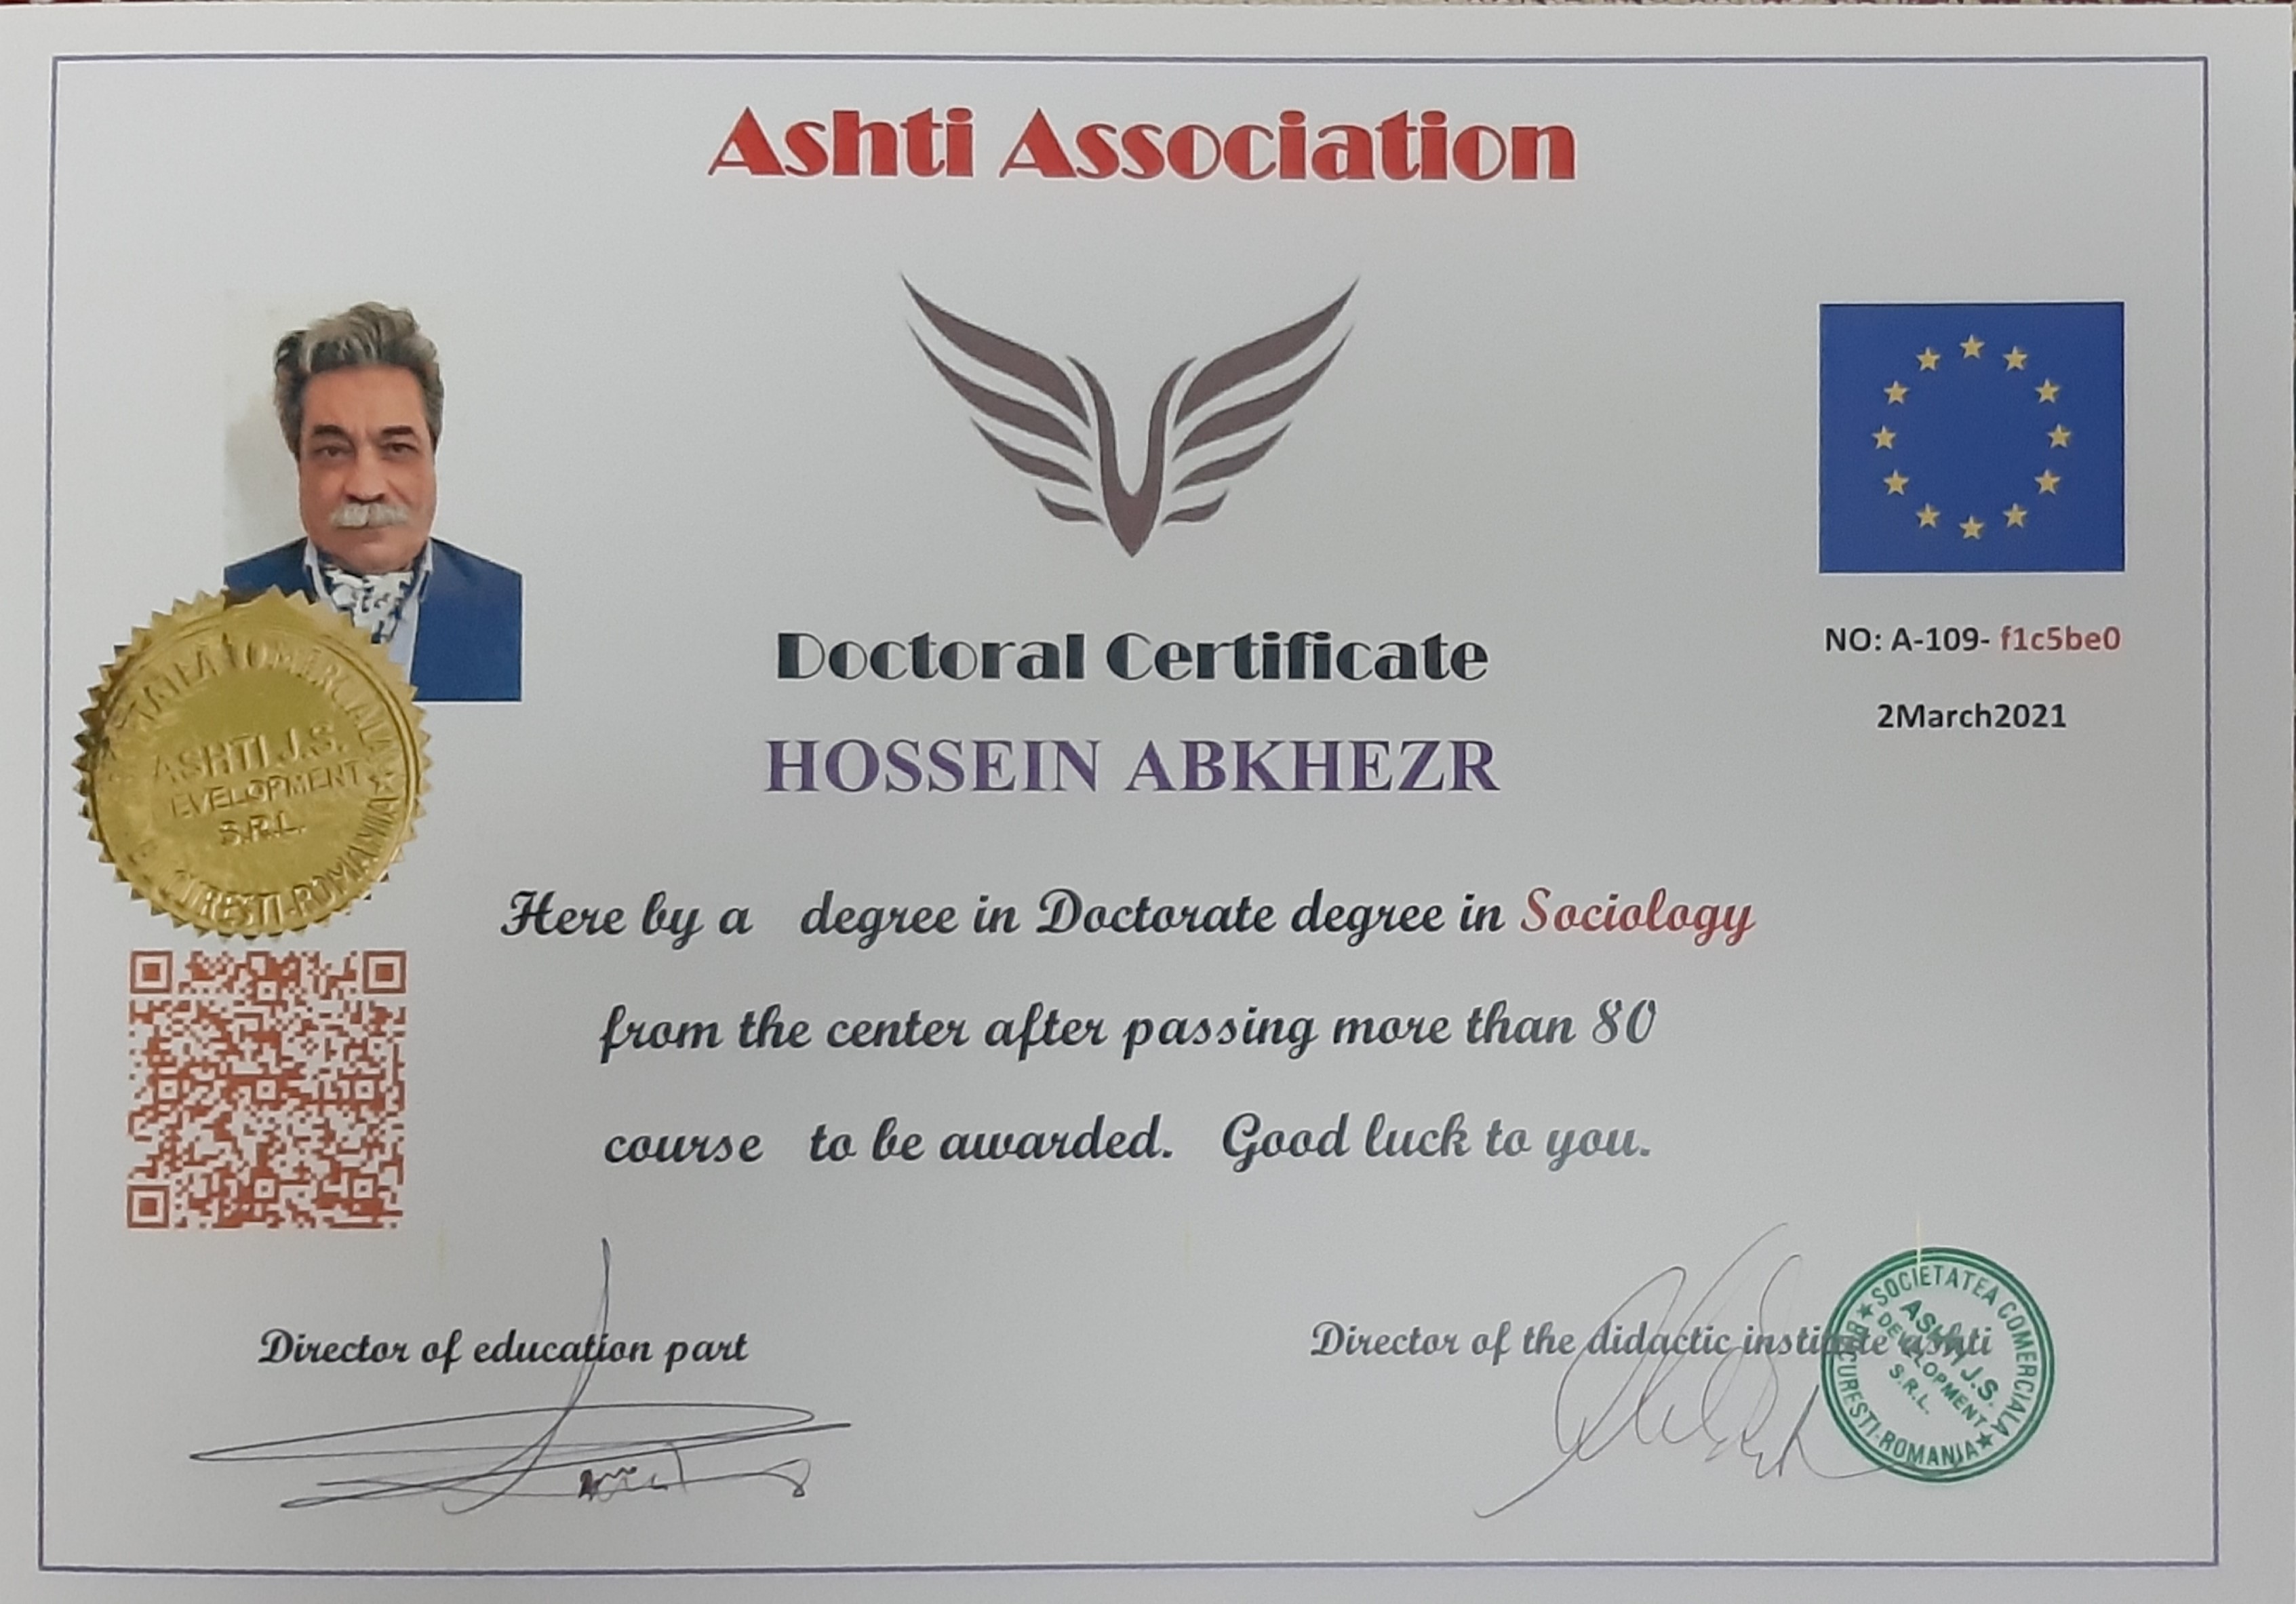 Ashti Association
NO: A-109- f1c5be0
2March2021
Doctoral Certificate
HOSSEIN ABKHEZR
ASHTI J.S.
S.R.L.
Here by a degree in Doctorate degree in Sociology
from the center after passing more than 80
course to be awarded. Good luck to you.
Director of education part
Director of the didactic institute ashti
SOCIETATEA COMERCIALA
ASHTI J.S.
DEVELOPMENT
S.R.L.
BUCURESTI-ROMANIA